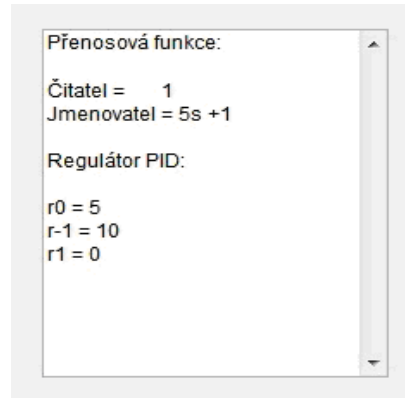 Přenosová funkce:
Čitatel = 1
Jmenovatel = 5s +1
Regulátor PID:
r0 = 5
r-1 = 10
r1 = 0